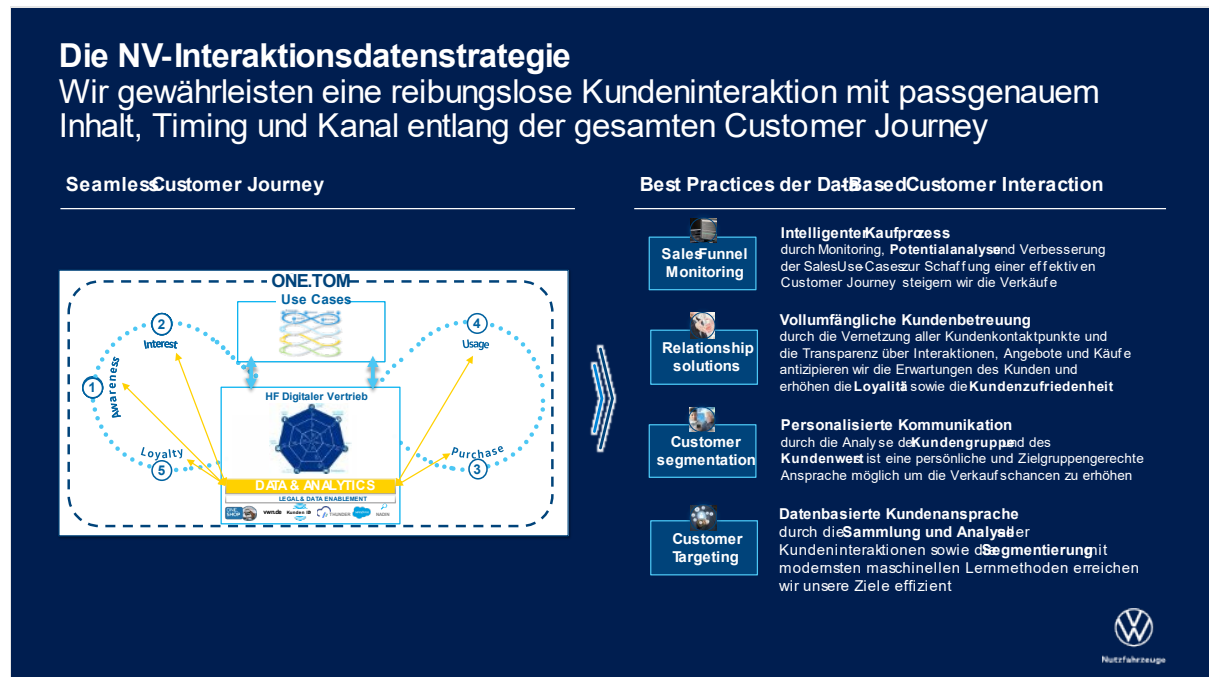 Die NV-Interaktionsdatenstrategie
Wir gewährleisten eine reibungslose Kundeninteraktion mit passgenauem
Inhalt, Timing und Kanal entlang der gesamten Customer Journey
Seamless Customer Journey
ONE.TOM
Use Cases
2
Interest
4
Usage
1
Awareness
HF Digitaler Vertrieb
Loyalty
5
Purchase
3
DATA & ANALYTICS
LEGAL & DATA ENABLEMENT
ONE.SHOP
vwn.de
Kunden ID
THUNDER
Best Practices der Data-Based Customer Interaction
Sales Funnel
Monitoring
Intelligenter Kaufprozess
durch Monitoring, Potentialanalyse und Verbesserung
der Sales Use-Cases zur Schaffung einer effektiven
Customer Journey steigern wir die Verkäufe
Relationship
solutions
Vollumfängliche Kundenbetreuung
durch die Vernetzung aller Kundenkontaktpunkte und
die Transparenz über Interaktionen, Angebote und Käufe
antizipieren wir die Erwartungen des Kunden und
erhöhen die Loyalität sowie die Kundenzufriedenheit
Customer
segmentation
Personalisierte Kommunikation
durch die Analyse der Kundengruppe und des
Kundenwert ist eine persönliche und Zielgruppengerechte
Ansprache möglich um die Verkaufschancen zu erhöhen
Customer
Targeting
Datenbasierte Kundenansprache
durch die Sammlung und Analyse aller
Kundeninteraktionen sowie die Segmentierung mit
modernsten maschinellen Lernmethoden erreichen
wir unsere Ziele effizient
Nutzfahrzeuge